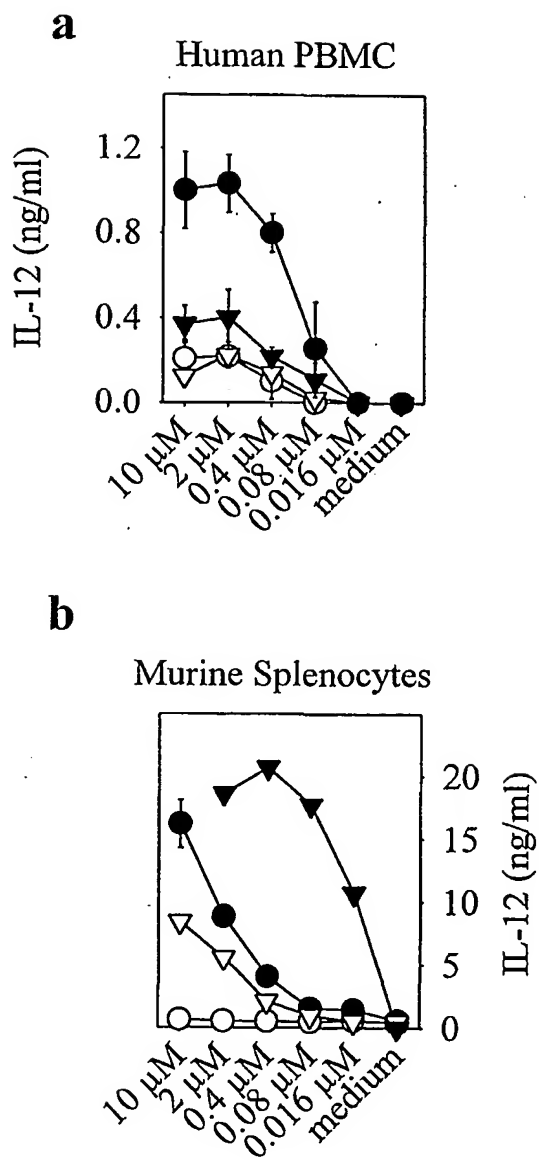 a
Human PBMC
IL-12 (ng/ml)
1.2
0.8
0.4
0.0
10 μM
2 μM
0.4 μM
0.08 μM
0.016 μM
medium
b
Murine Splenocytes
20
15
10
5
0
IL-12 (ng/ml)
10 μM
2 μM
0.4 μM
0.08 μM
0.016 μM
medium